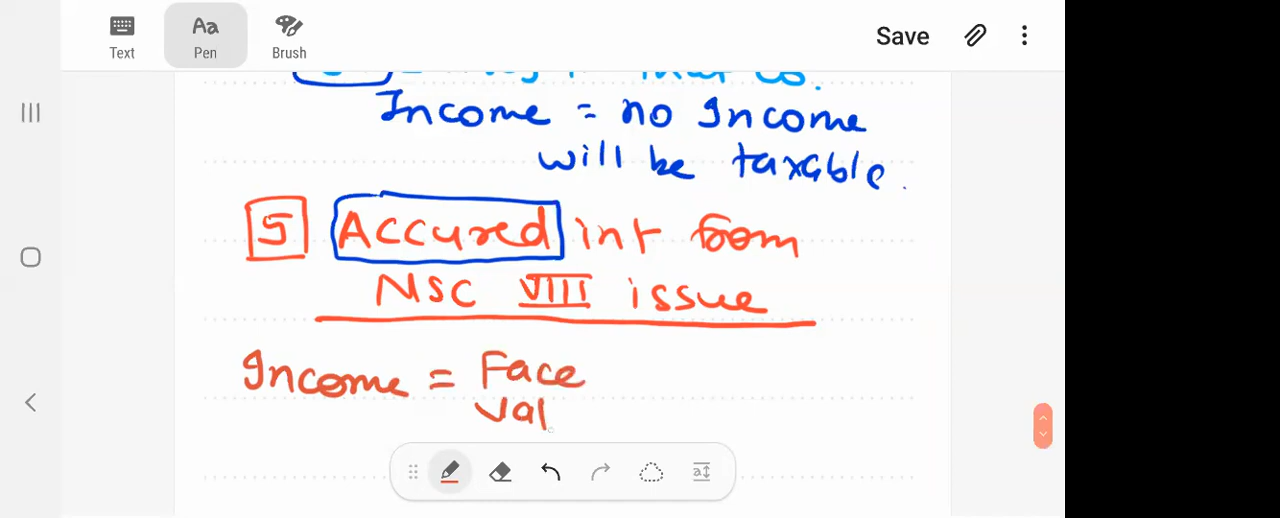 Aa
Save
Text
Pen
Brush
Income = no Income
will be taxable.
5 Accured int from
NSC VIII issue
Income = Face
Val